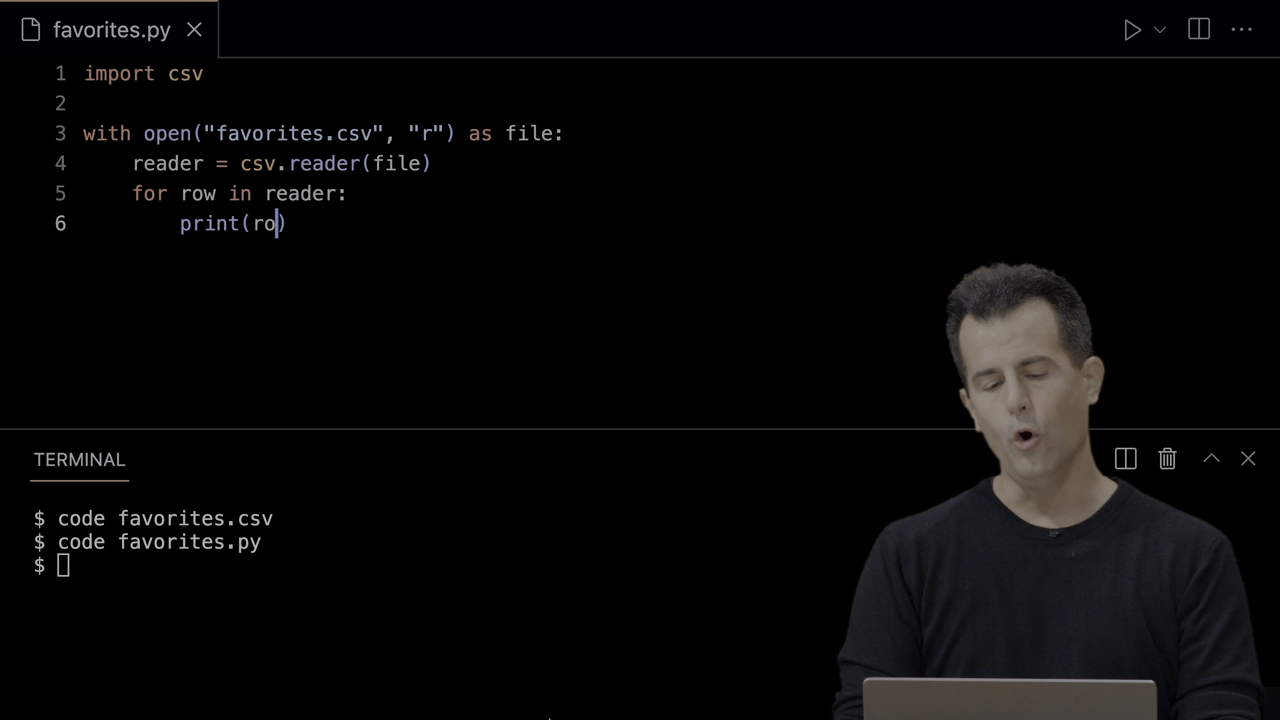 favorites.py
1 import csv
2
3 with open("favorites.csv", "r") as file:
4     reader = csv.reader(file)
5     for row in reader:
6         print(ro)
TERMINAL
$ code favorites.csv
$ code favorites.py
$